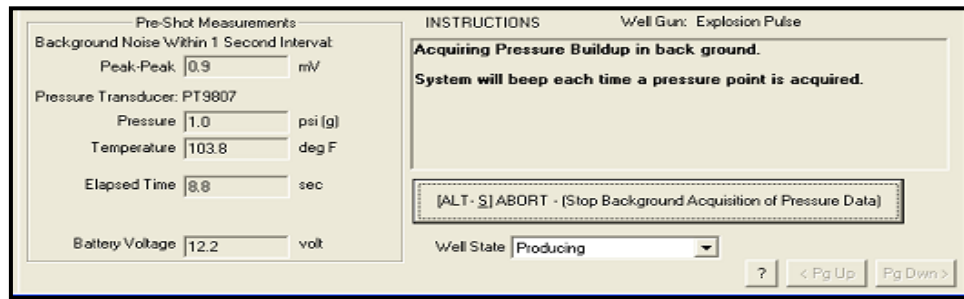 Pre-Shot Measurements
Background Noise Within 1 Second Interval:
Peak-Peak 0.9 mV
Pressure Transducer: PT9807
Pressure 1.0 psi (g)
Temperature 103.8 deg F
Elapsed Time 8.8 sec
Battery Voltage 12.2 volt
INSTRUCTIONS Well Gun: Explosion Pulse
Acquiring Pressure Buildup in back ground.
System will beep each time a pressure point is acquired.
[ALT- S] ABORT - (Stop Background Acquisition of Pressure Data)
Well State Producing
? < Pg Up Pg Dwn >